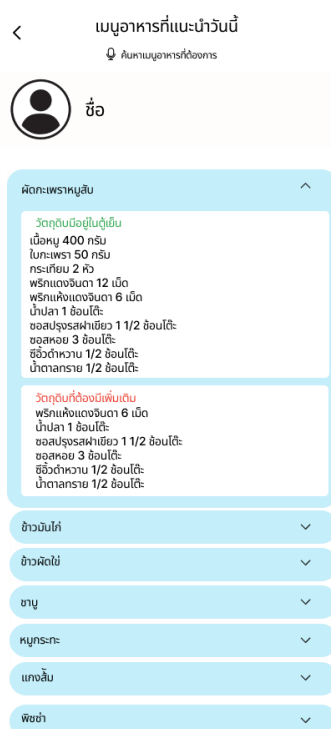 เมนูอาหารที่แนะนำวันนี้
ค้นหาเมนูอาหารที่ต้องการ
ชื่อ
ผัดกะเพราหมูสับ
วัตถุดิบมีอยู่ในตู้เย็น
เนื้อหมู 400 กรัม
ใบกะเพรา 50 กรัม
กระเทียม 2 หัว
พริกแดงจินดา 12 เม็ด
พริกแห้งแดงจินดา 6 เม็ด
น้ำปลา 1 ช้อนโต๊ะ
ซอสปรุงรสฝาเขียว 1 1/2 ช้อนโต๊ะ
ซอสหอย 3 ช้อนโต๊ะ
ซีอิ๊วดำหวาน 1/2 ช้อนโต๊ะ
น้ำตาลทราย 1/2 ช้อนโต๊ะ
วัตถุดิบที่ต้องมีเพิ่มเติม
พริกแห้งแดงจินดา 6 เม็ด
น้ำปลา 1 ช้อนโต๊ะ
ซอสปรุงรสฝาเขียว 1 1/2 ช้อนโต๊ะ
ซอสหอย 3 ช้อนโต๊ะ
ซีอิ๊วดำหวาน 1/2 ช้อนโต๊ะ
น้ำตาลทราย 1/2 ช้อนโต๊ะ
ข้าวมันไก่
ข้าวผัดไข่
ชาบู
หมูกระทะ
แกงส้ม
พิซซ่า